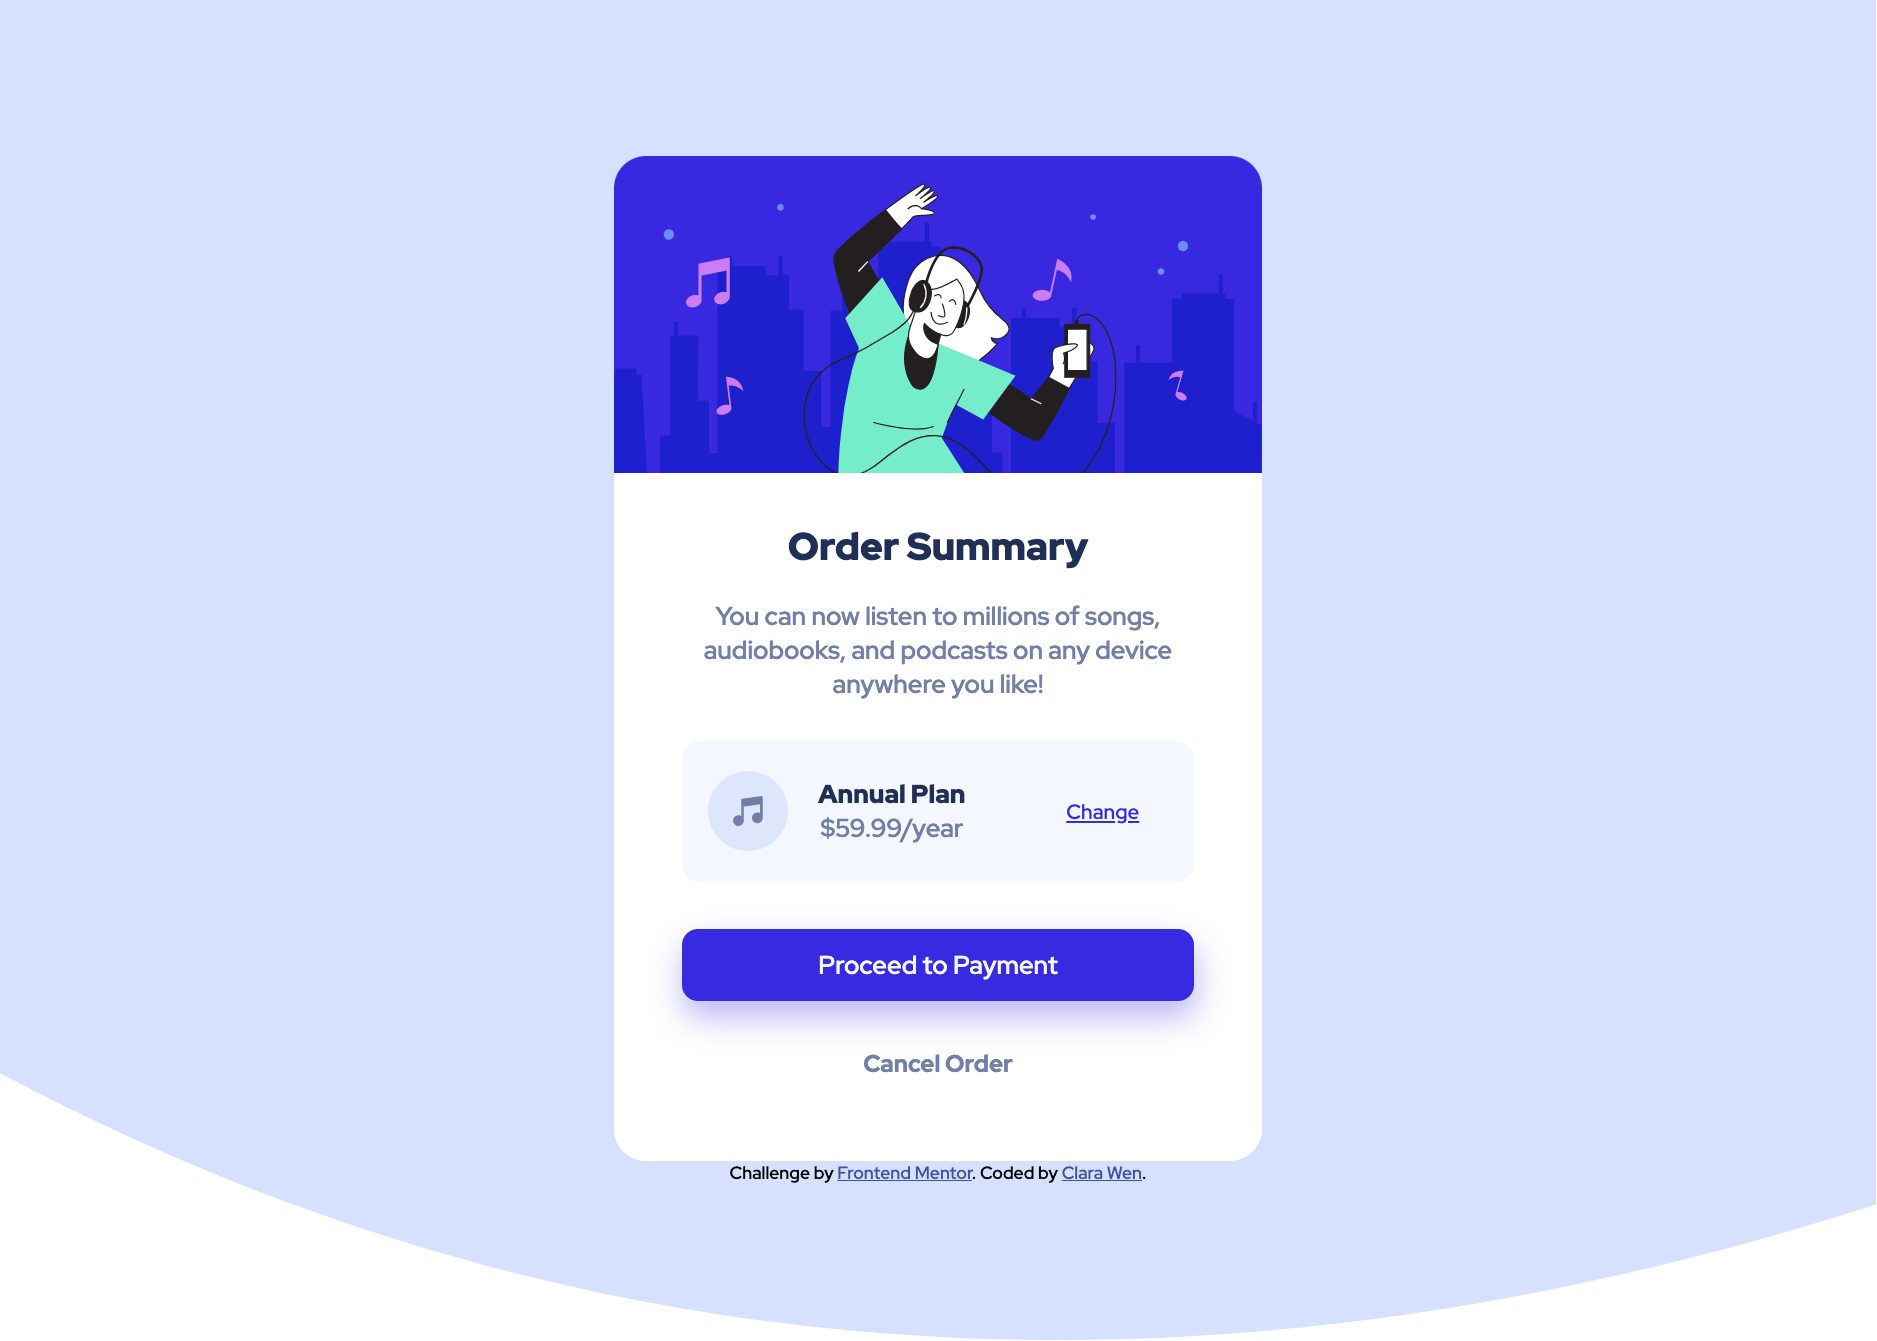 Order Summary
You can now listen to millions of songs,
audiobooks, and podcasts on any device
anywhere you like!
Annual Plan
$59.99/year
Change
Proceed to Payment
Cancel Order
Challenge by Frontend Mentor. Coded by Clara Wen.